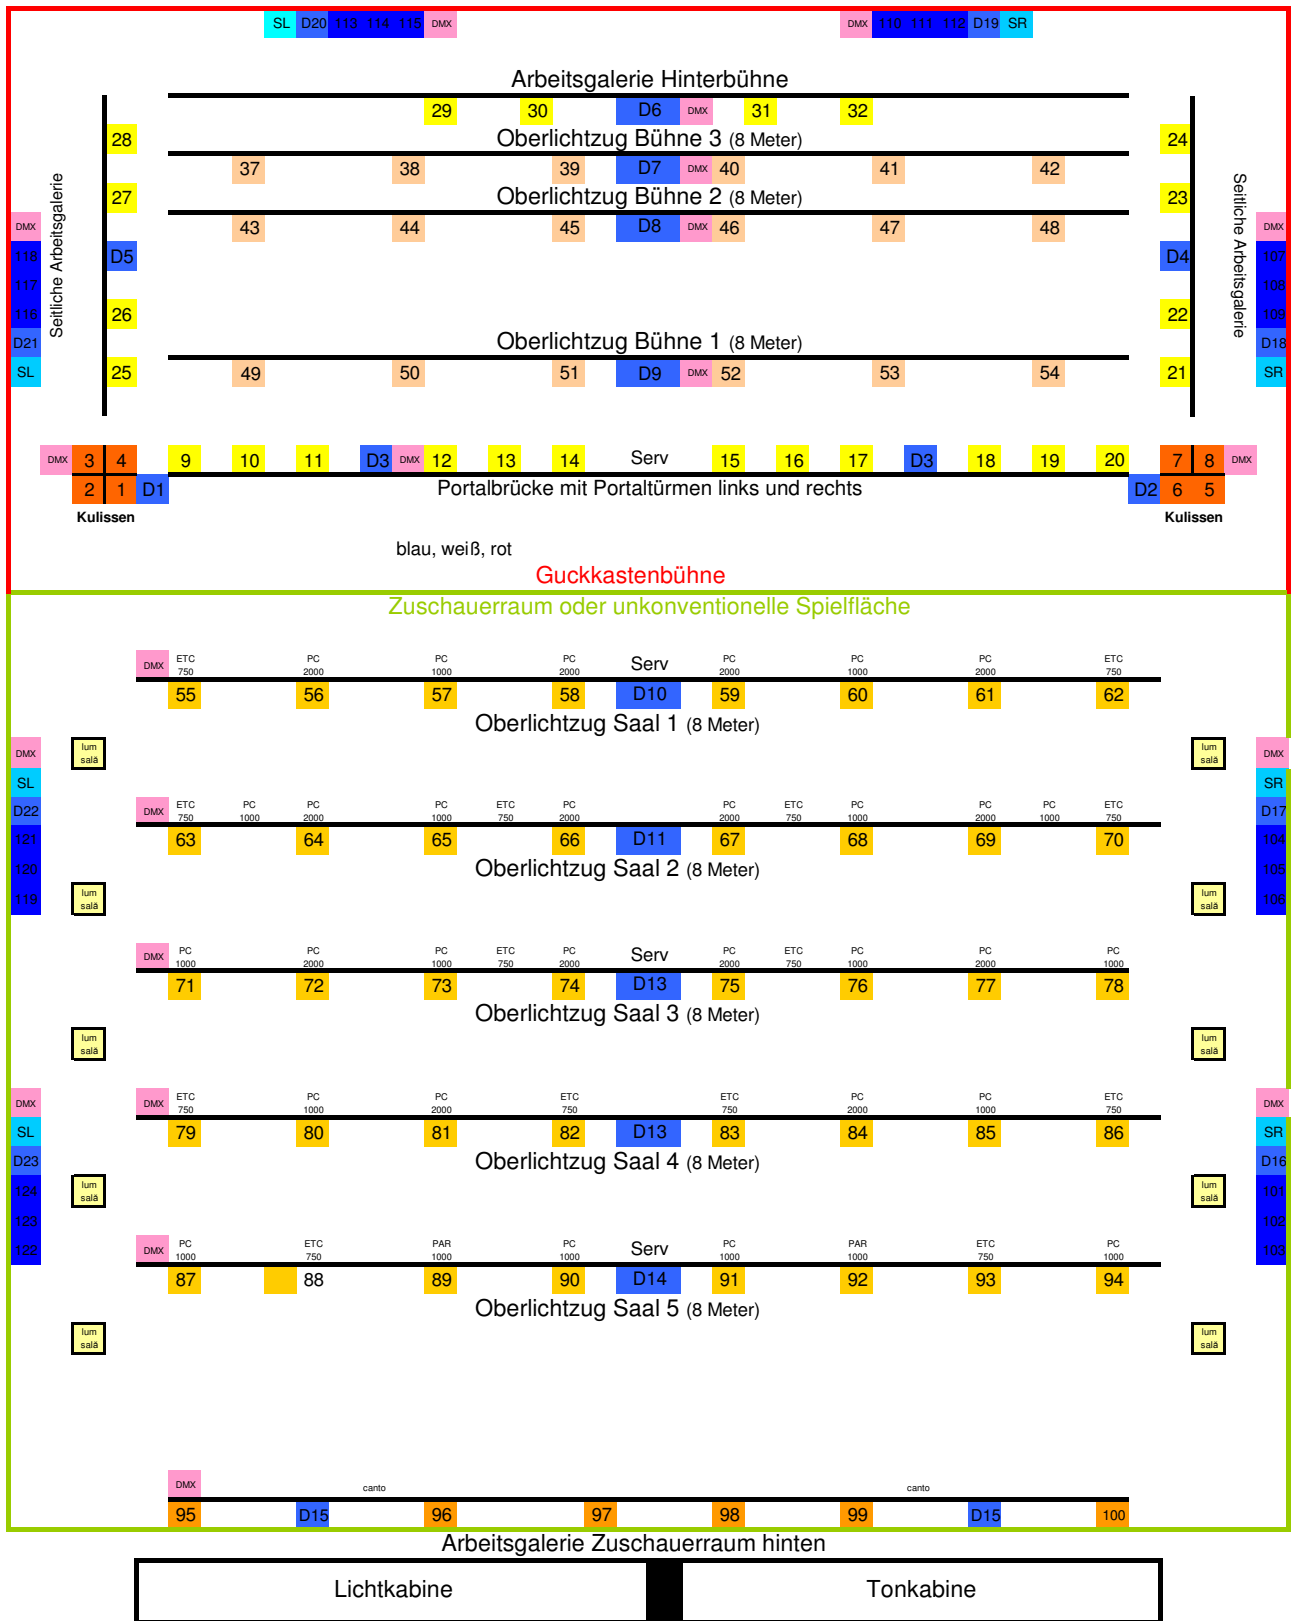 SL D20 113 114 115 DMX DMX 110 111 112 D19 SR
Arbeitsgalerie Hinterbühne
29 30 D6 DMX 31 32
28 Oberlichtzug Bühne 3 (8 Meter) 24
37 38 39 D7 DMX 40 41 42
27 Oberlichtzug Bühne 2 (8 Meter) 23
Seitliche Arbeitsgalerie
Seitliche Arbeitsgalerie
DMX 43 44 45 D8 DMX 46 47 48 DMX
118 D5 D4 107
117 108
116 26 22 109
D21 Oberlichtzug Bühne 1 (8 Meter) D18
SL 25 49 50 51 D9 DMX 52 53 54 21 SR
DMX 3 4 9 10 11 D3 DMX 12 13 14 Serv 15 16 17 D3 18 19 20 7 8 DMX
2 1 D1 Portalbrücke mit Portaltürmen links und rechts D2 6 5
Kulissen Kulissen
blau, weiß, rot
Guckkastenbühne
Zuschauerraum oder unkonventionelle Spielfläche
DMX ETC PC PC PC Serv PC PC PC ETC
750 2000 1000 2000 2000 1000 2000 750
55 56 57 58 D10 59 60 61 62
Oberlichtzug Saal 1 (8 Meter)
DMX lum sală lum sală DMX
SL SR
D22 D17
DMX ETC PC PC PC ETC PC PC ETC PC PC PC ETC
750 1000 2000 1000 750 2000 2000 750 1000 2000 1000 750
121 63 64 65 66 D11 67 68 69 70 104
120 Oberlichtzug Saal 2 (8 Meter) 105
119 lum sală lum sală 106
DMX PC PC PC ETC PC Serv PC ETC PC PC PC
1000 2000 1000 750 2000 2000 750 1000 2000 1000
71 72 73 74 D13 75 76 77 78
Oberlichtzug Saal 3 (8 Meter)
lum sală lum sală
DMX DMX ETC PC PC ETC ETC PC PC ETC DMX
750 1000 2000 750 750 2000 1000 750
SL 79 80 81 82 D13 83 84 85 86 SR
D23 Oberlichtzug Saal 4 (8 Meter) D16
124 lum sală lum sală 101
123 102
122 DMX PC ETC PAR PC Serv PC PAR ETC PC 103
1000 750 1000 1000 1000 1000 750 1000
87 88 89 90 D14 91 92 93 94
Oberlichtzug Saal 5 (8 Meter)
lum sală lum sală
DMX canto canto
95 D15 96 97 98 99 D15 100
Arbeitsgalerie Zuschauerraum hinten
Lichtkabine Tonkabine